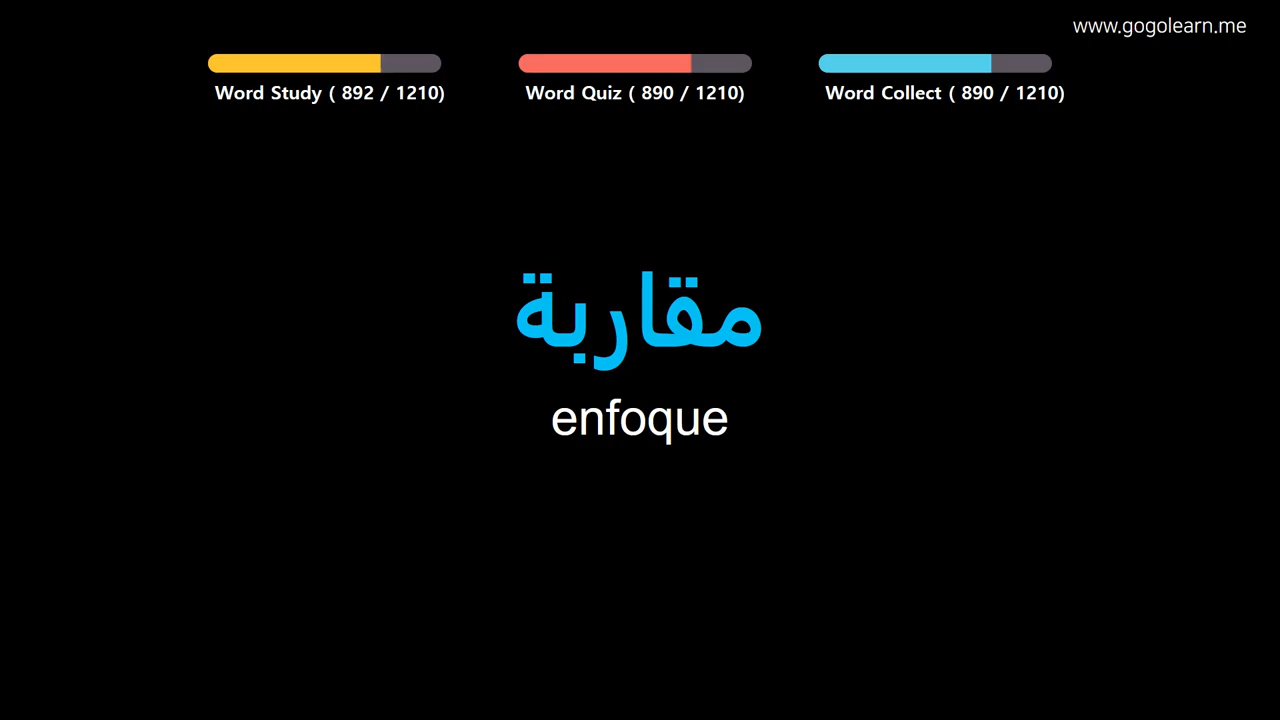 www.gogolearn.me
Word Study ( 892 / 1210)
Word Quiz ( 890 / 1210)
Word Collect ( 890 / 1210)
مقاربة
enfoque